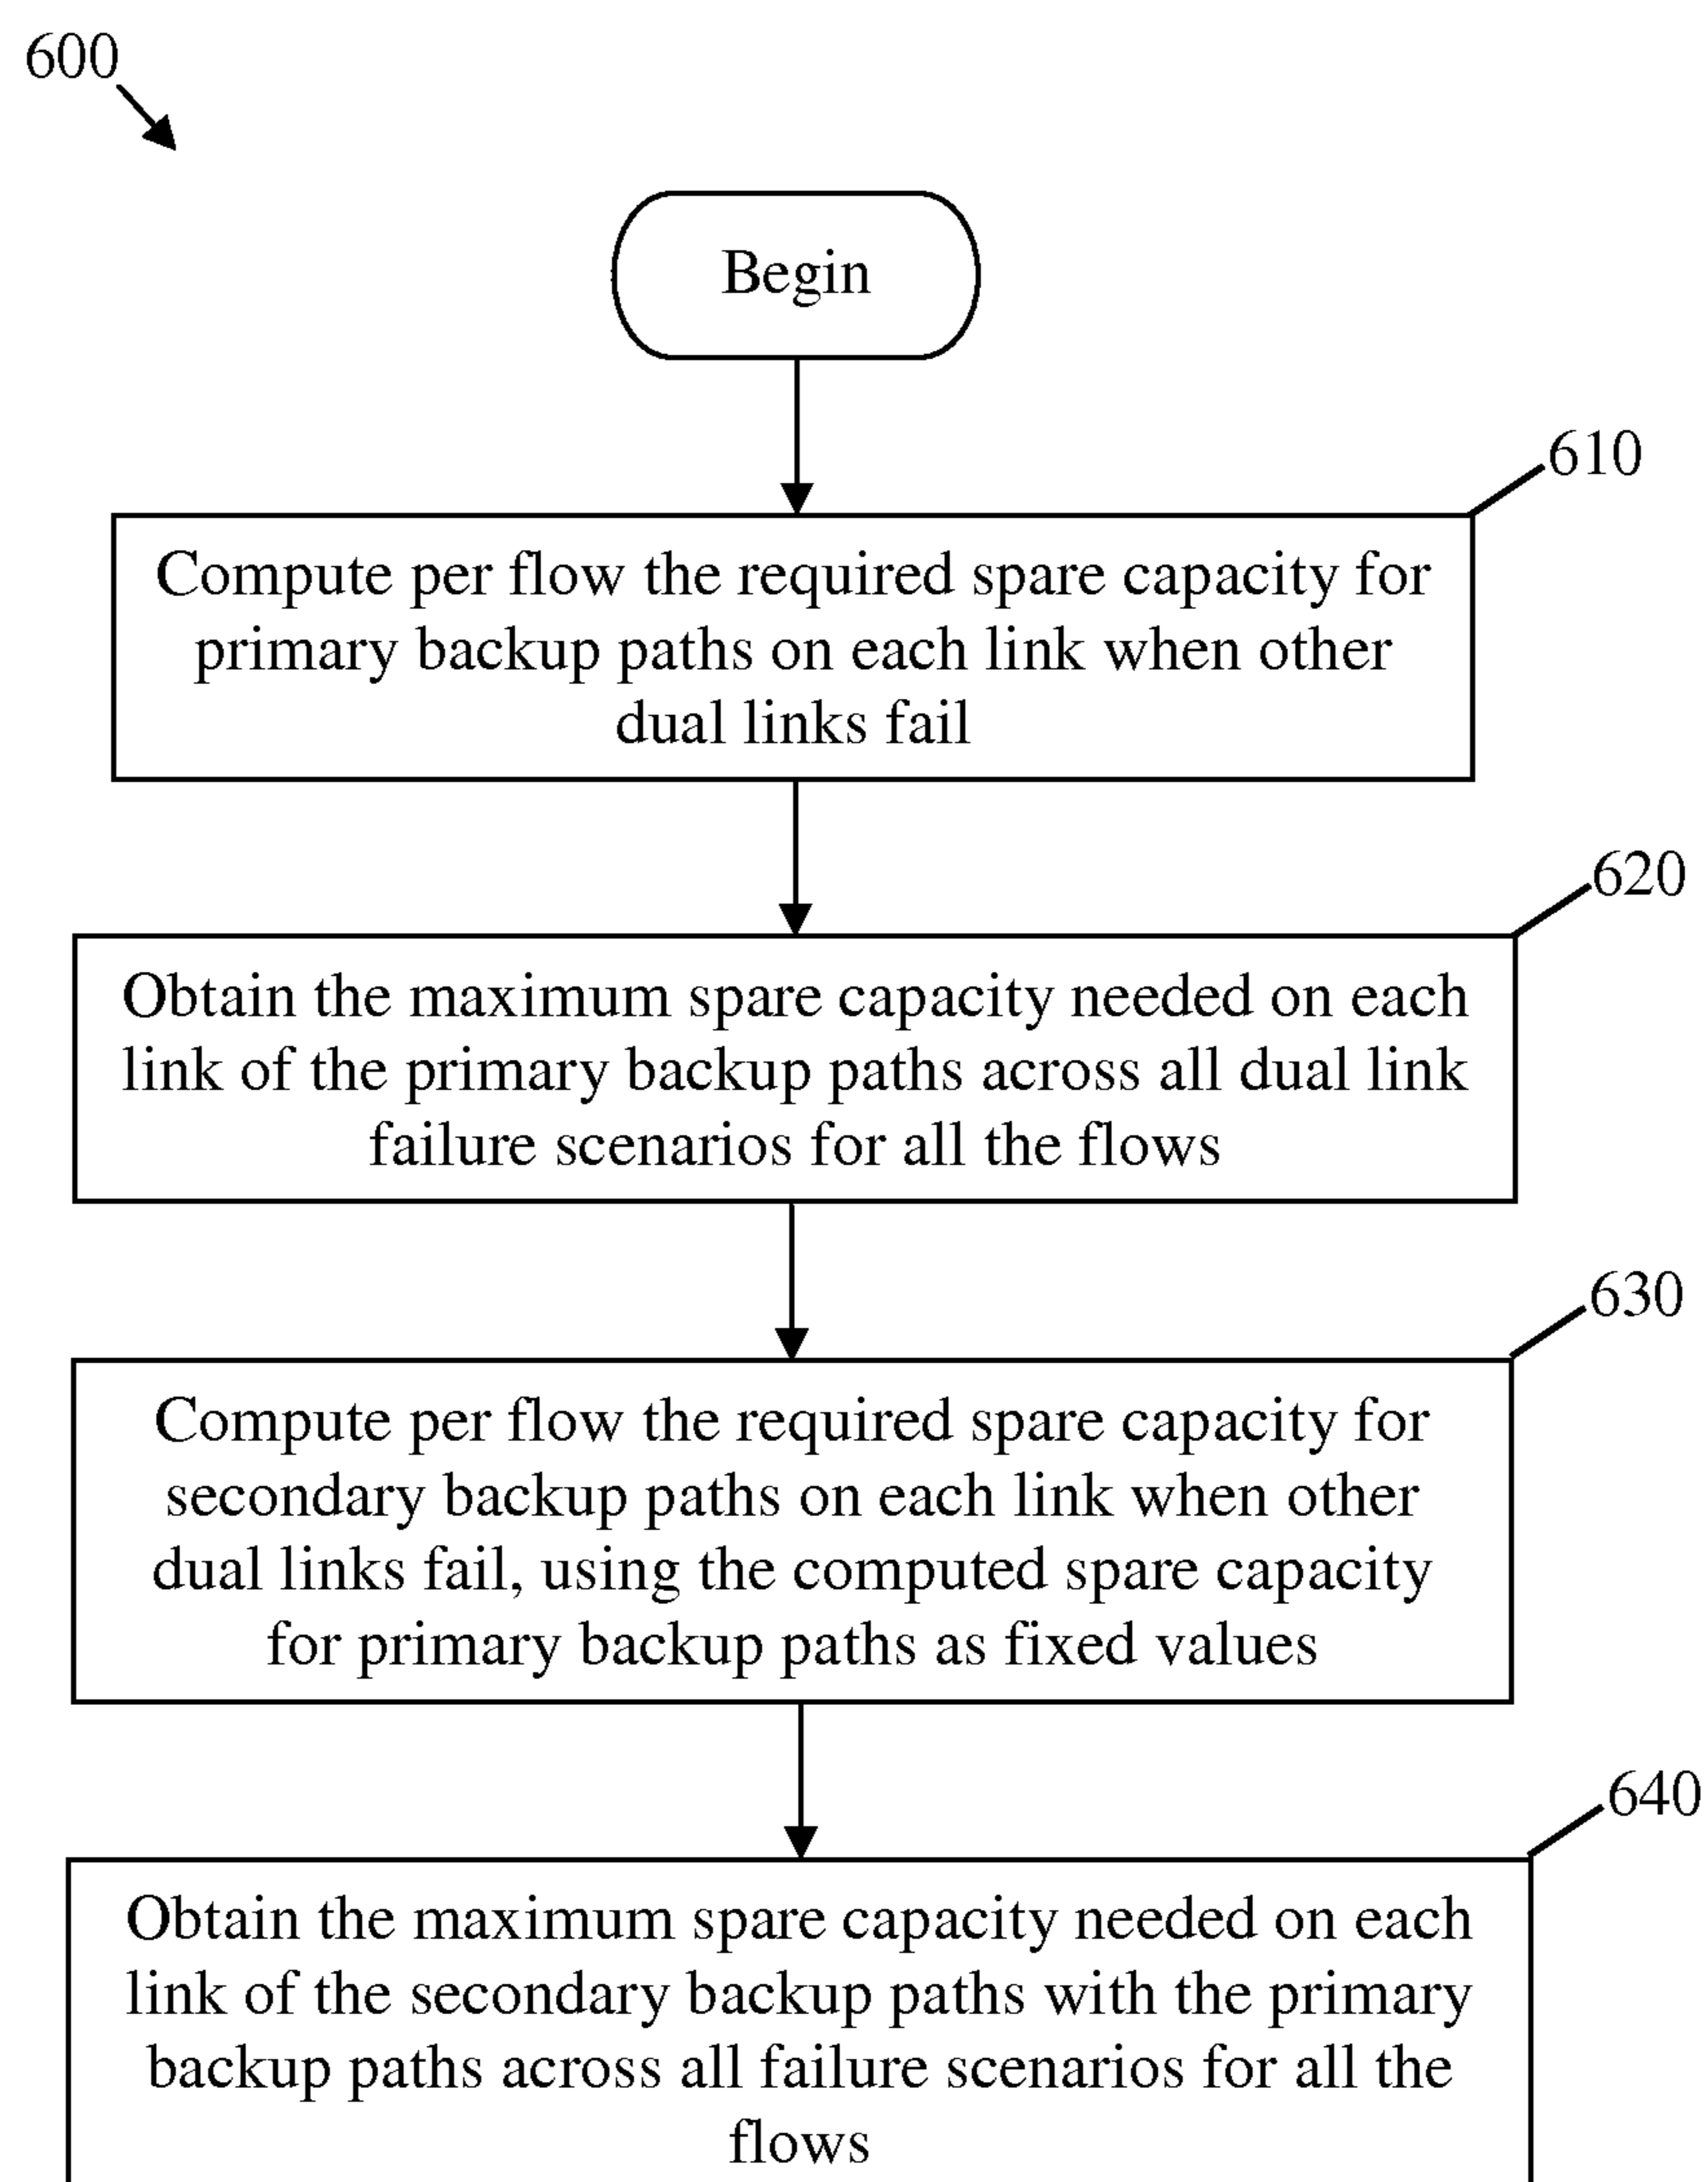 600
Begin
610
Compute per flow the required spare capacity for
primary backup paths on each link when other
dual links fail
620
Obtain the maximum spare capacity needed on each
link of the primary backup paths across all dual link
failure scenarios for all the flows
630
Compute per flow the required spare capacity for
secondary backup paths on each link when other
dual links fail, using the computed spare capacity
for primary backup paths as fixed values
640
Obtain the maximum spare capacity needed on each
link of the secondary backup paths with the primary
backup paths across all failure scenarios for all the
flows